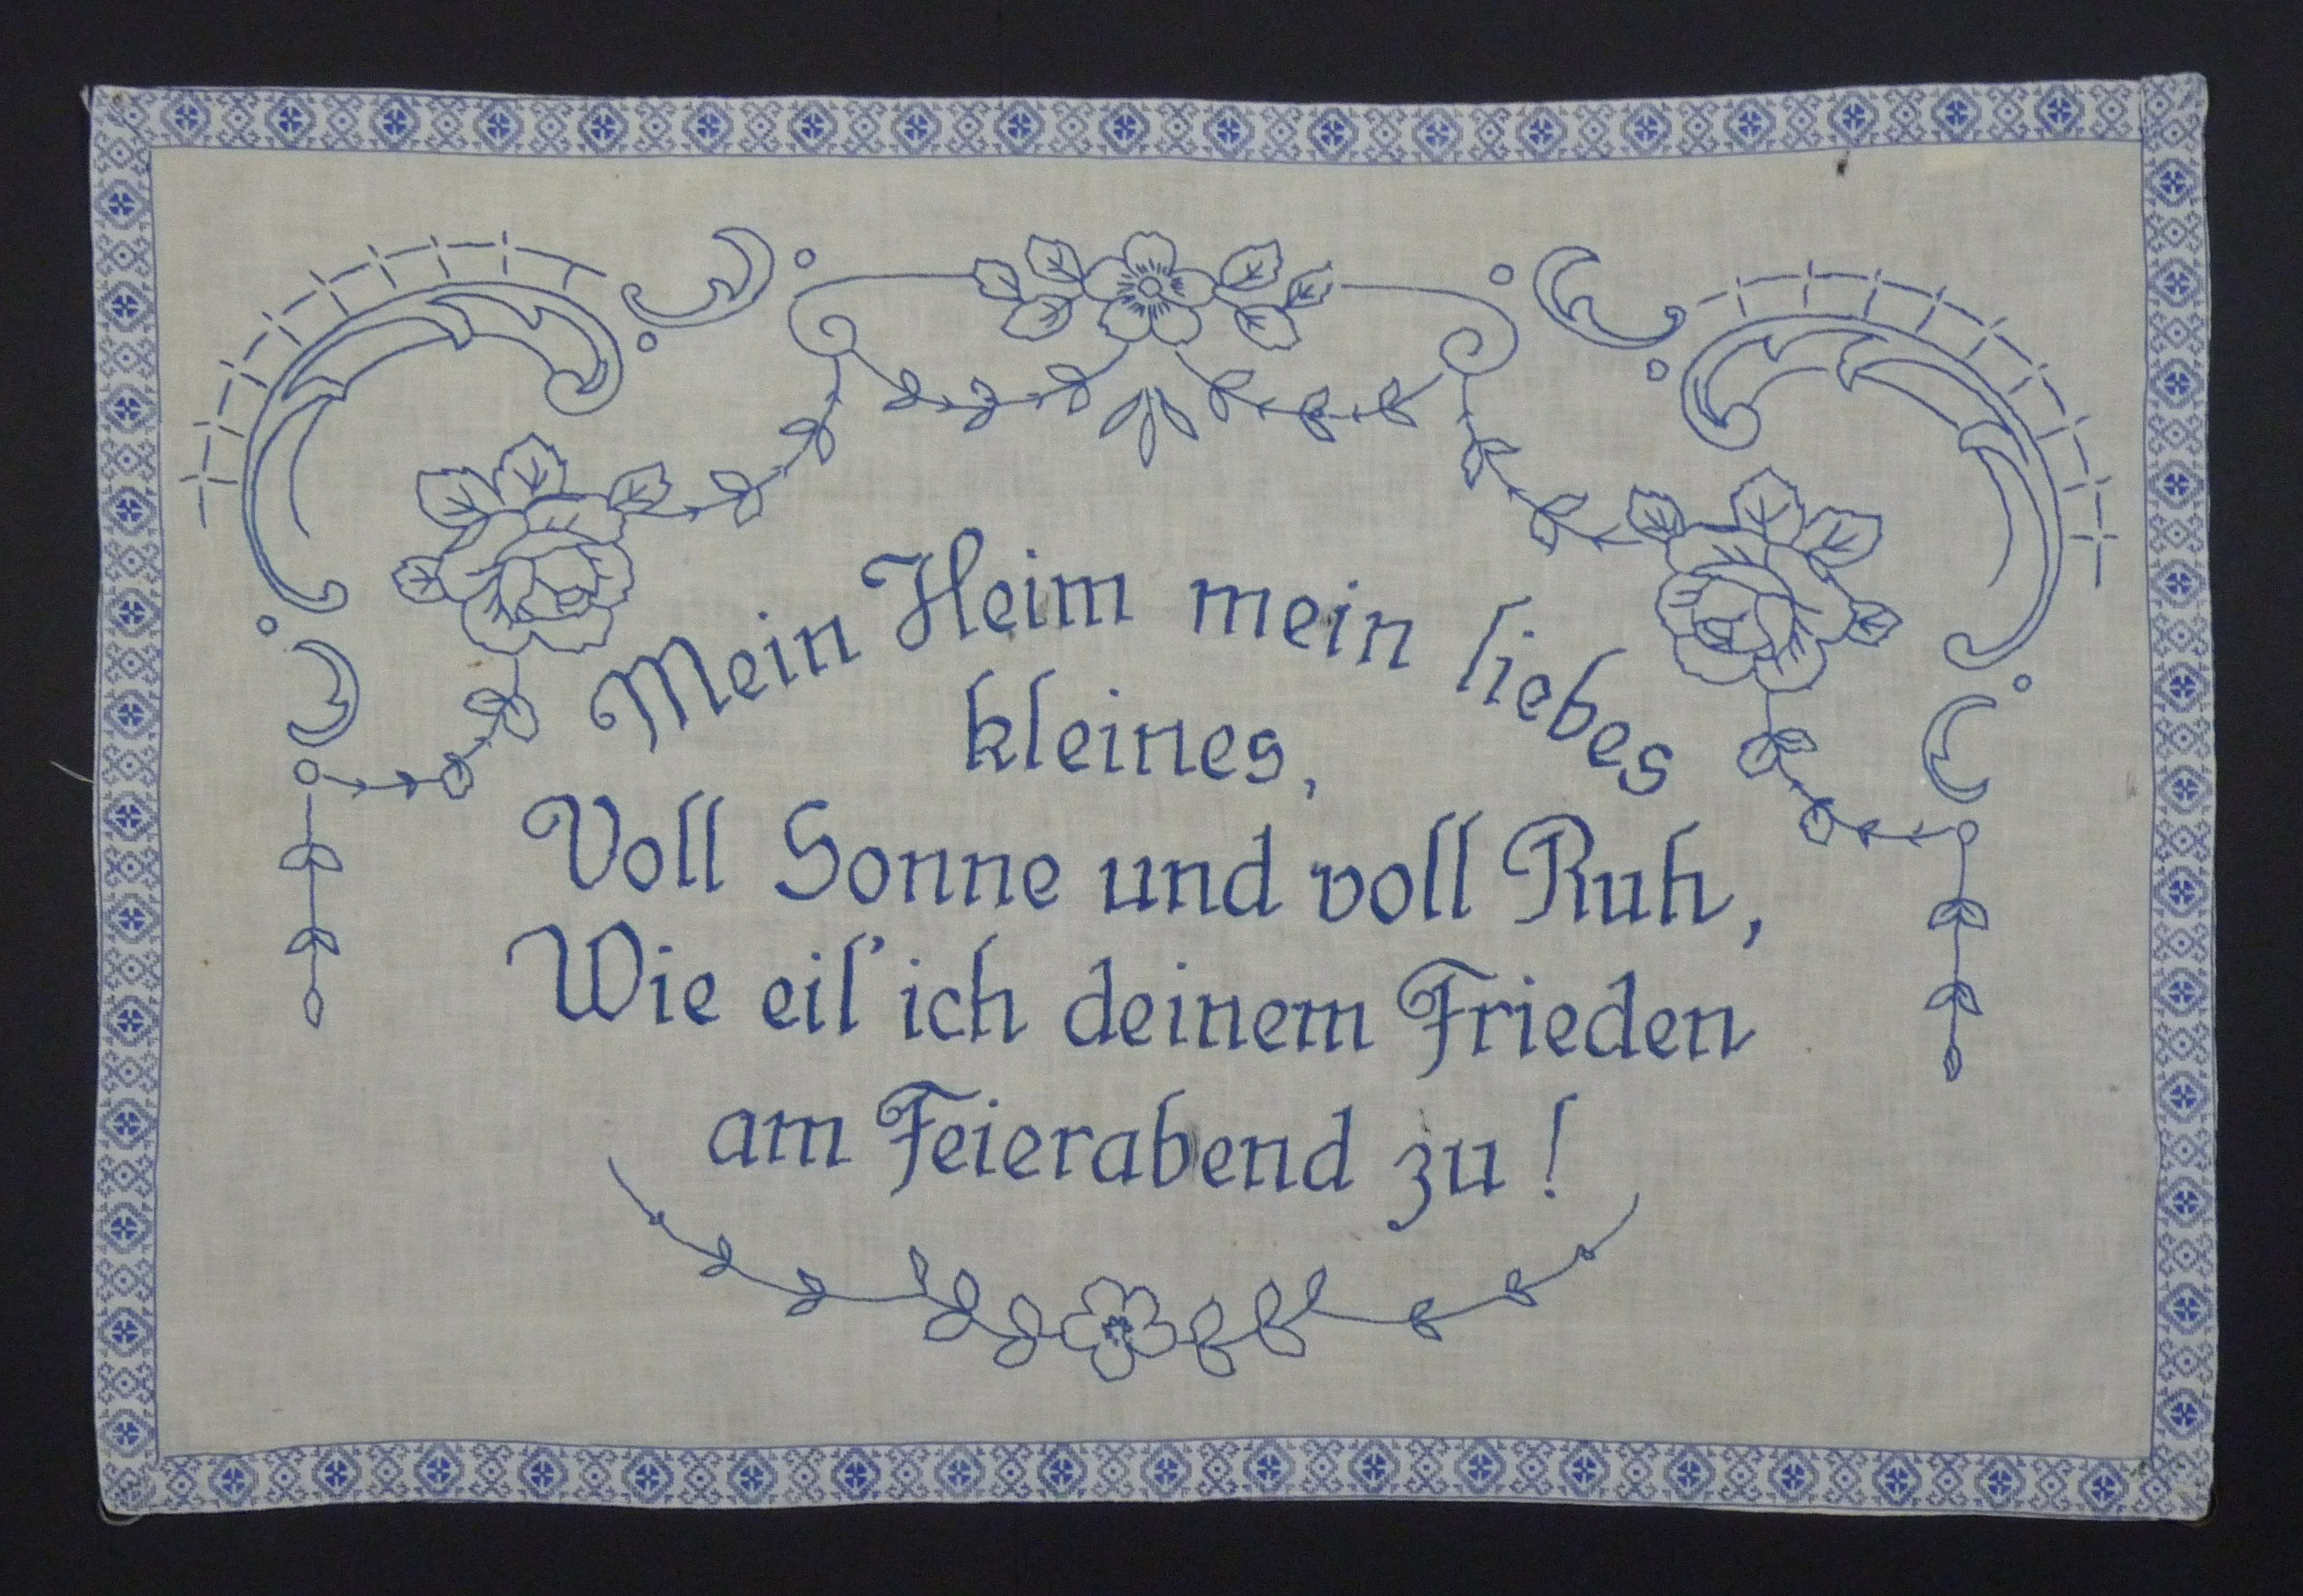 Mein Heim mein liebes
kleines,
Voll Sonne und voll Ruh,
Wie eil' ich deinem Frieden
am Feierabend zu!